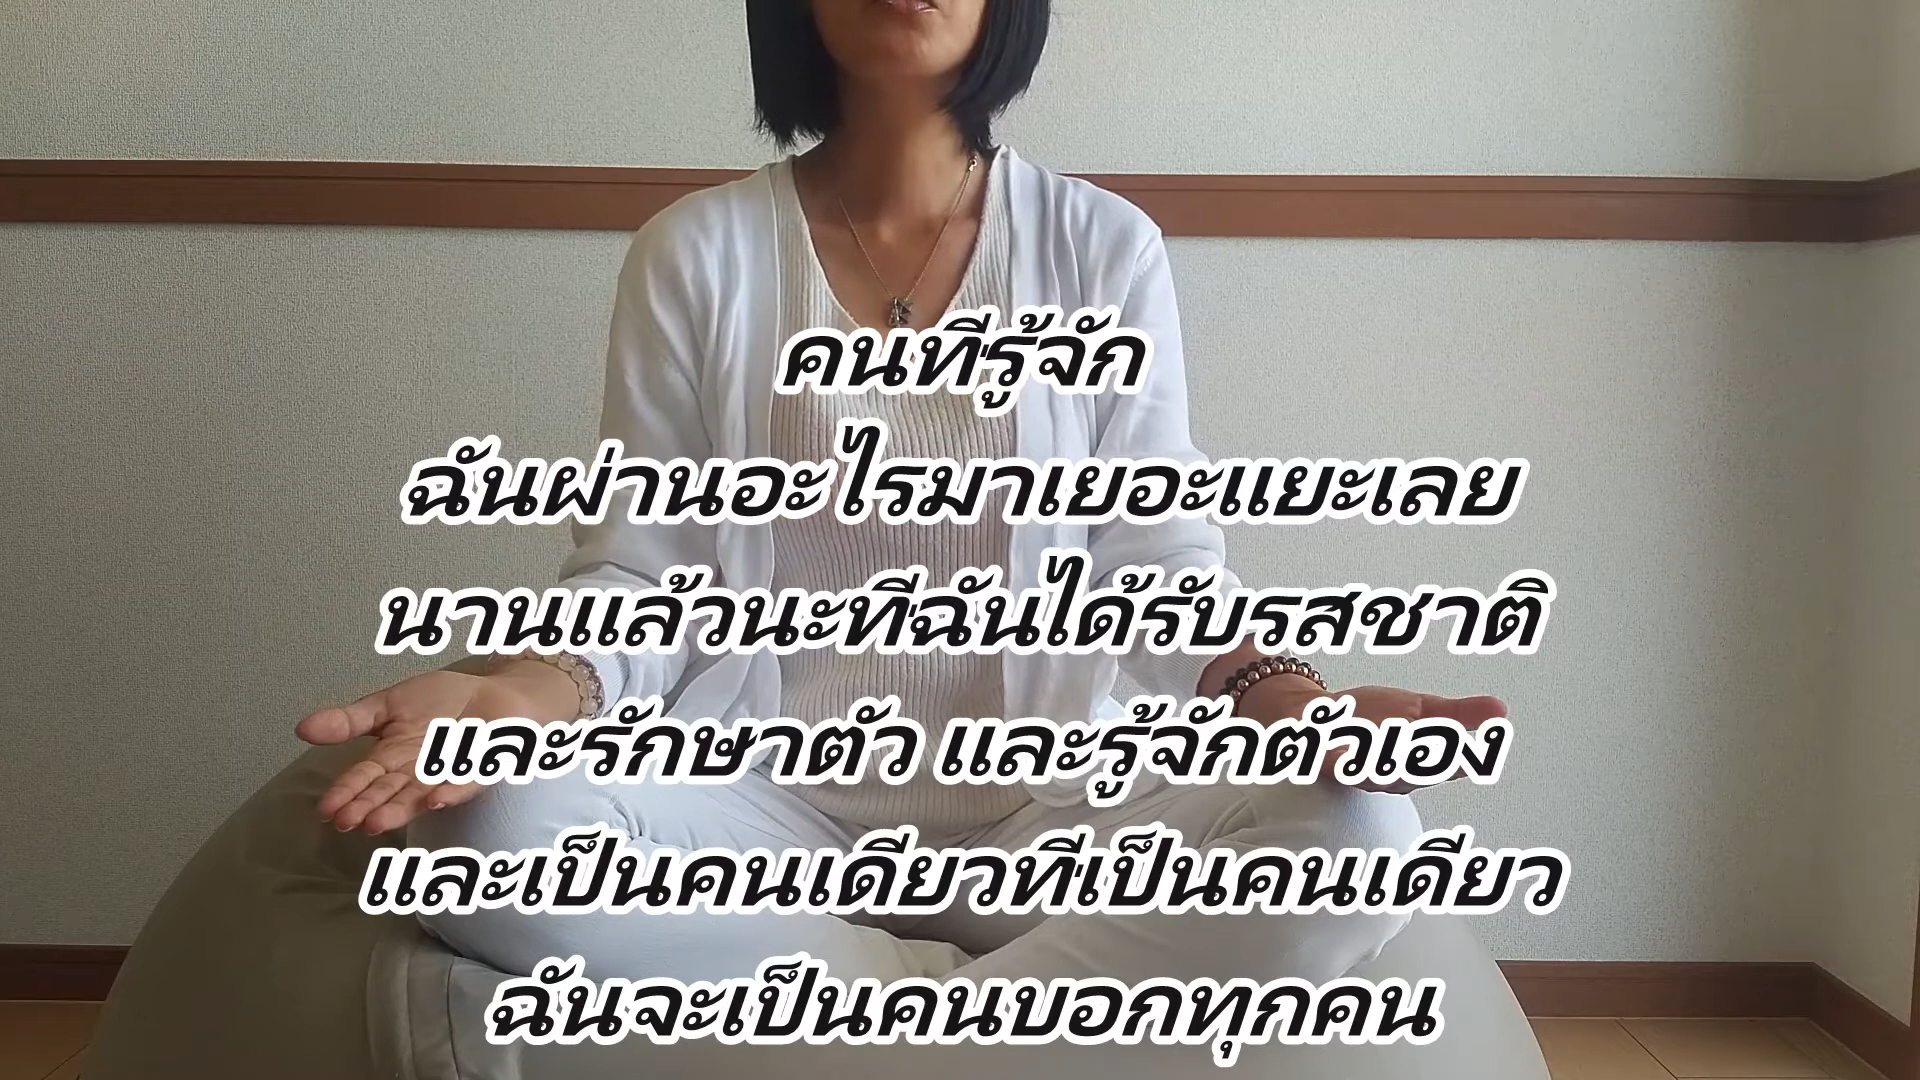 คนที่รู้จัก
ฉันผ่านอะไรมาเยอะแยะเลย
นานแล้วนะที่ฉันได้รับรสชาติ
และรักษาตัว และรู้จักตัวเอง
และเป็นคนเดียวที่เป็นคนเดียว
ฉันจะเป็นคนบอกทุกคน